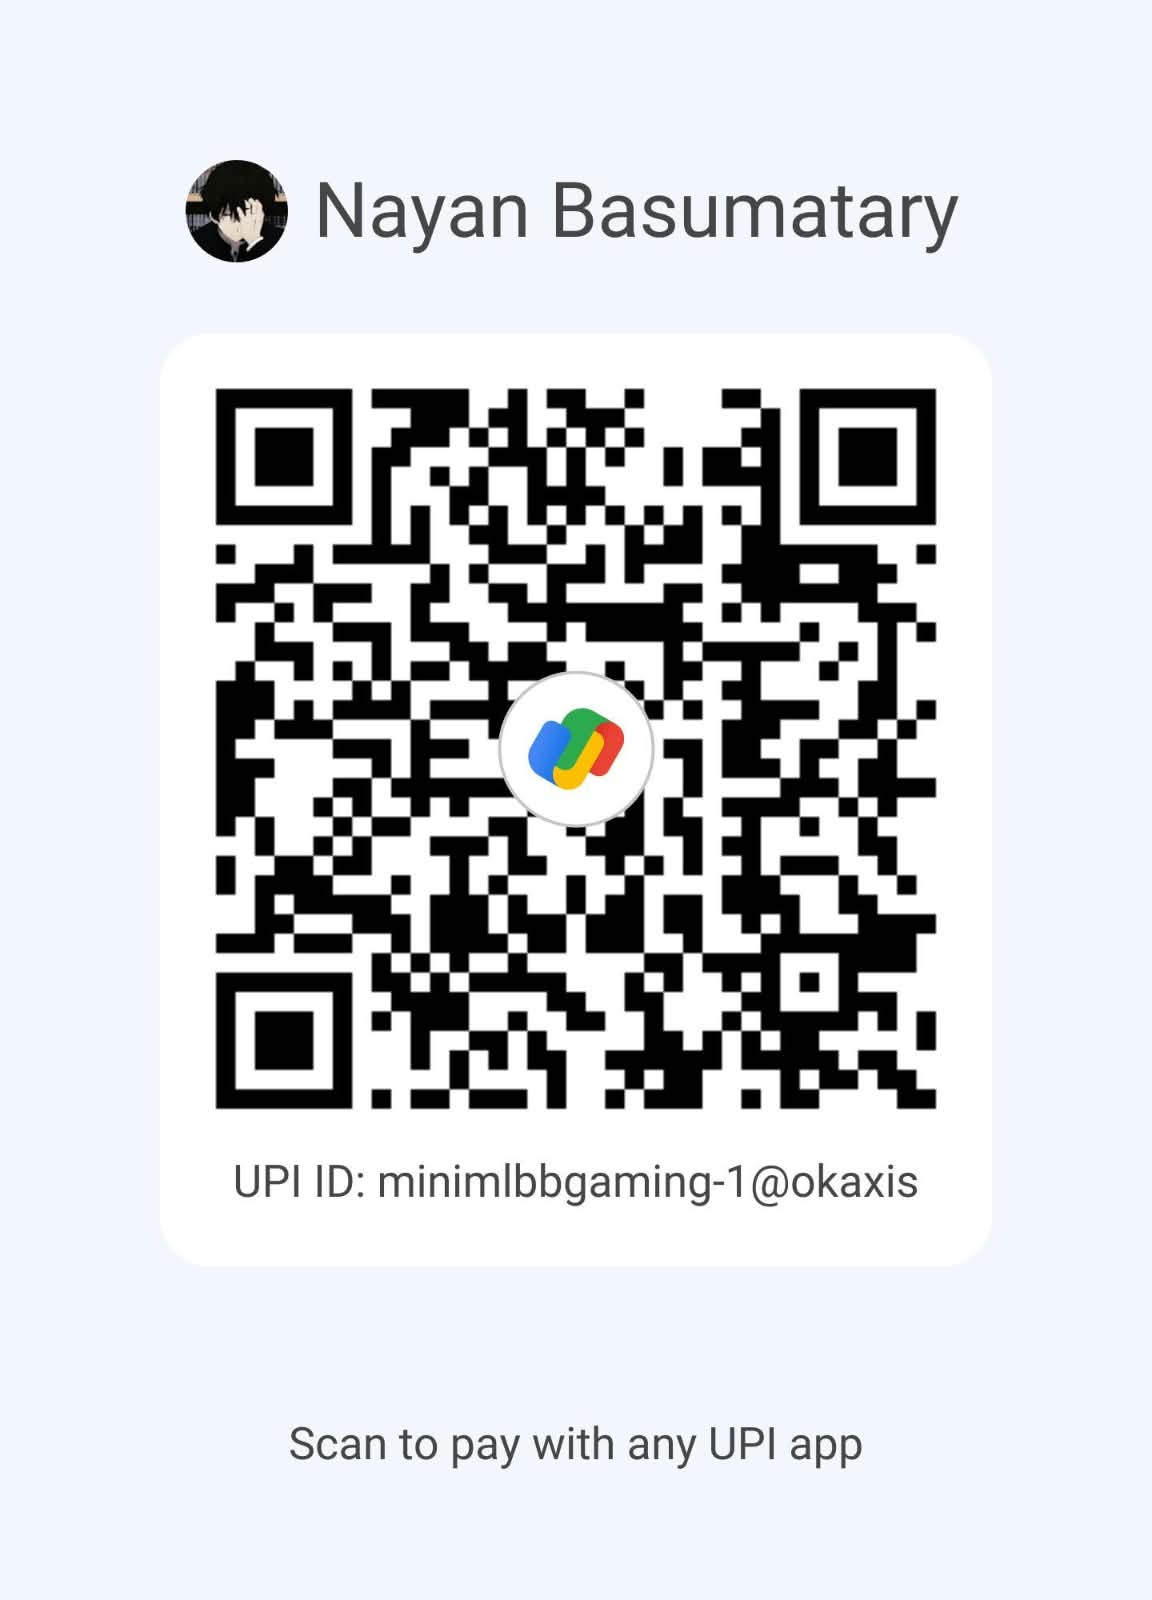 Nayan Basumatary
UPI ID: minimlbbgaming-1@okaxis
Scan to pay with any UPI app